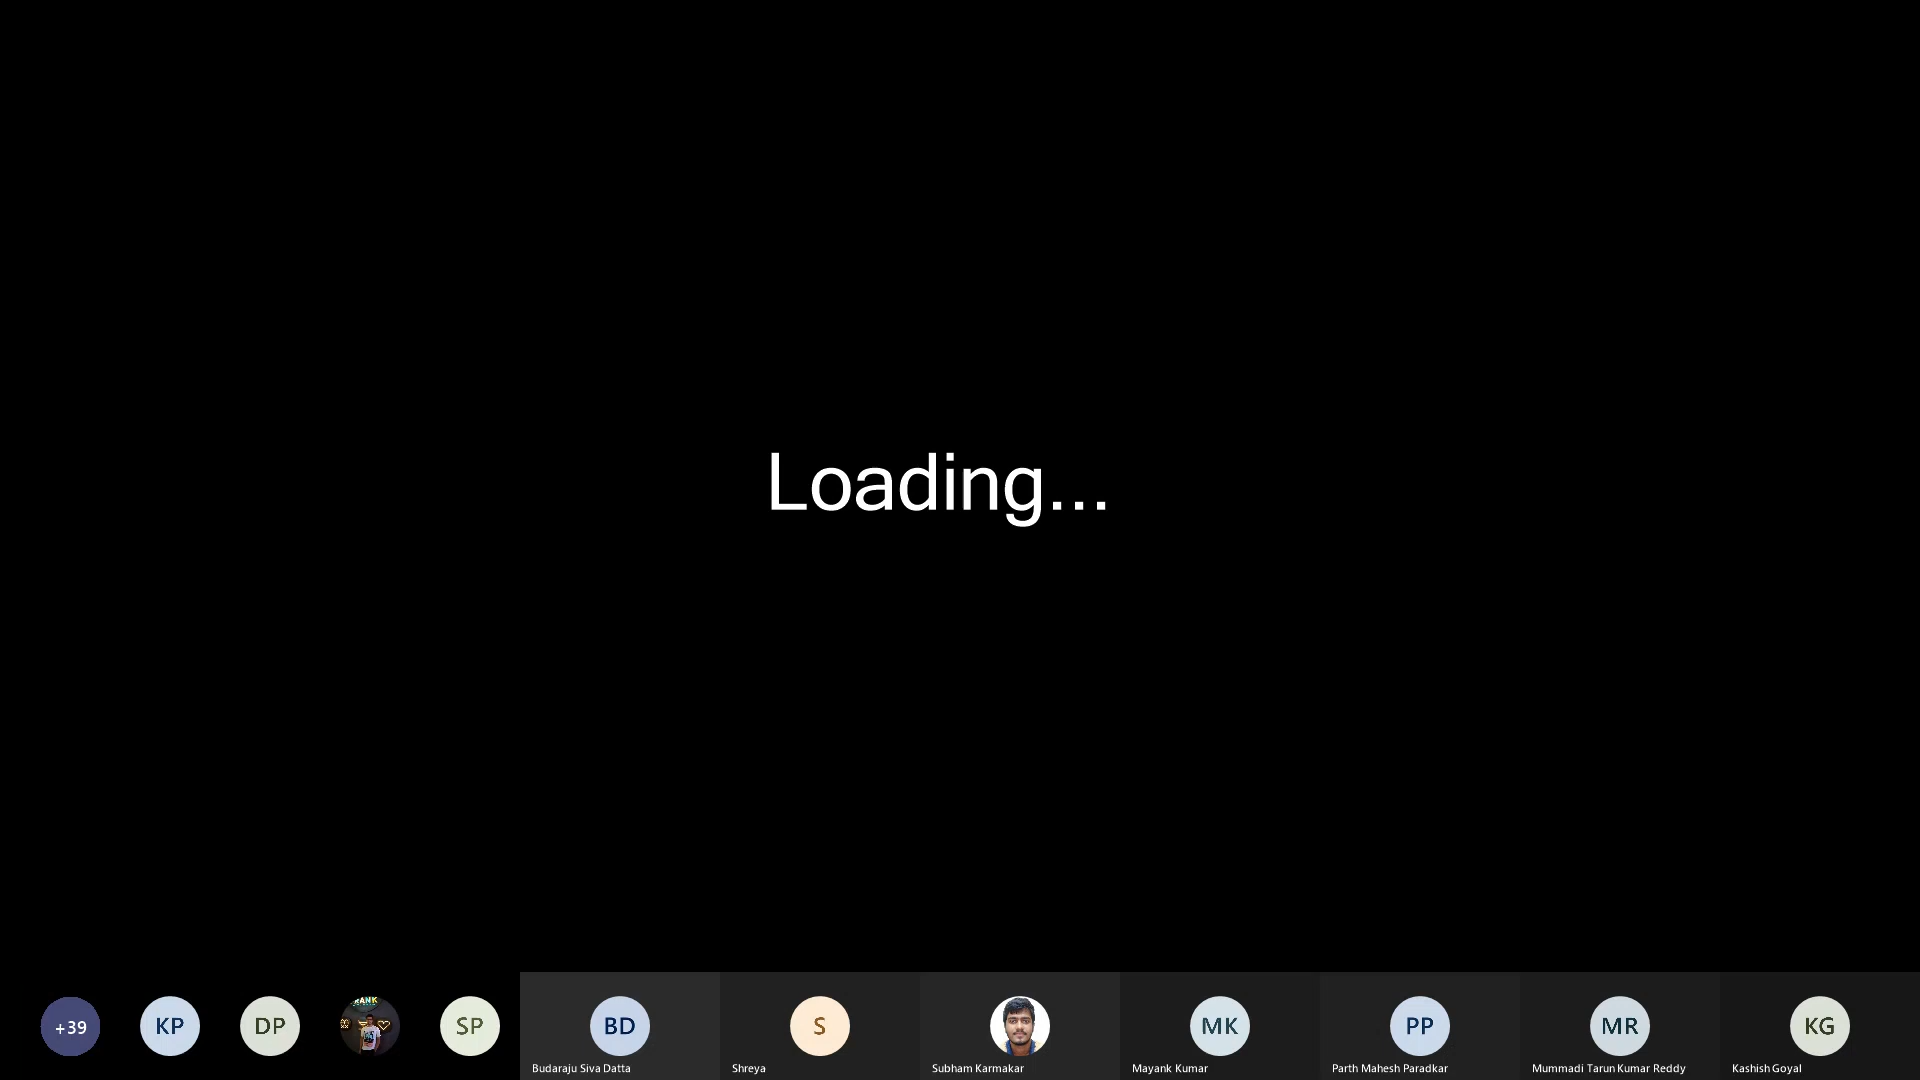 Loading...
+39
KP
DP
RANK
SP
BD
S
MK
PP
MR
KG
Budaraju Siva Datta
Shreya
Subham Karmakar
Mayank Kumar
Parth Mahesh Paradkar
Mummadi Tarun Kumar Reddy
Kashish Goyal